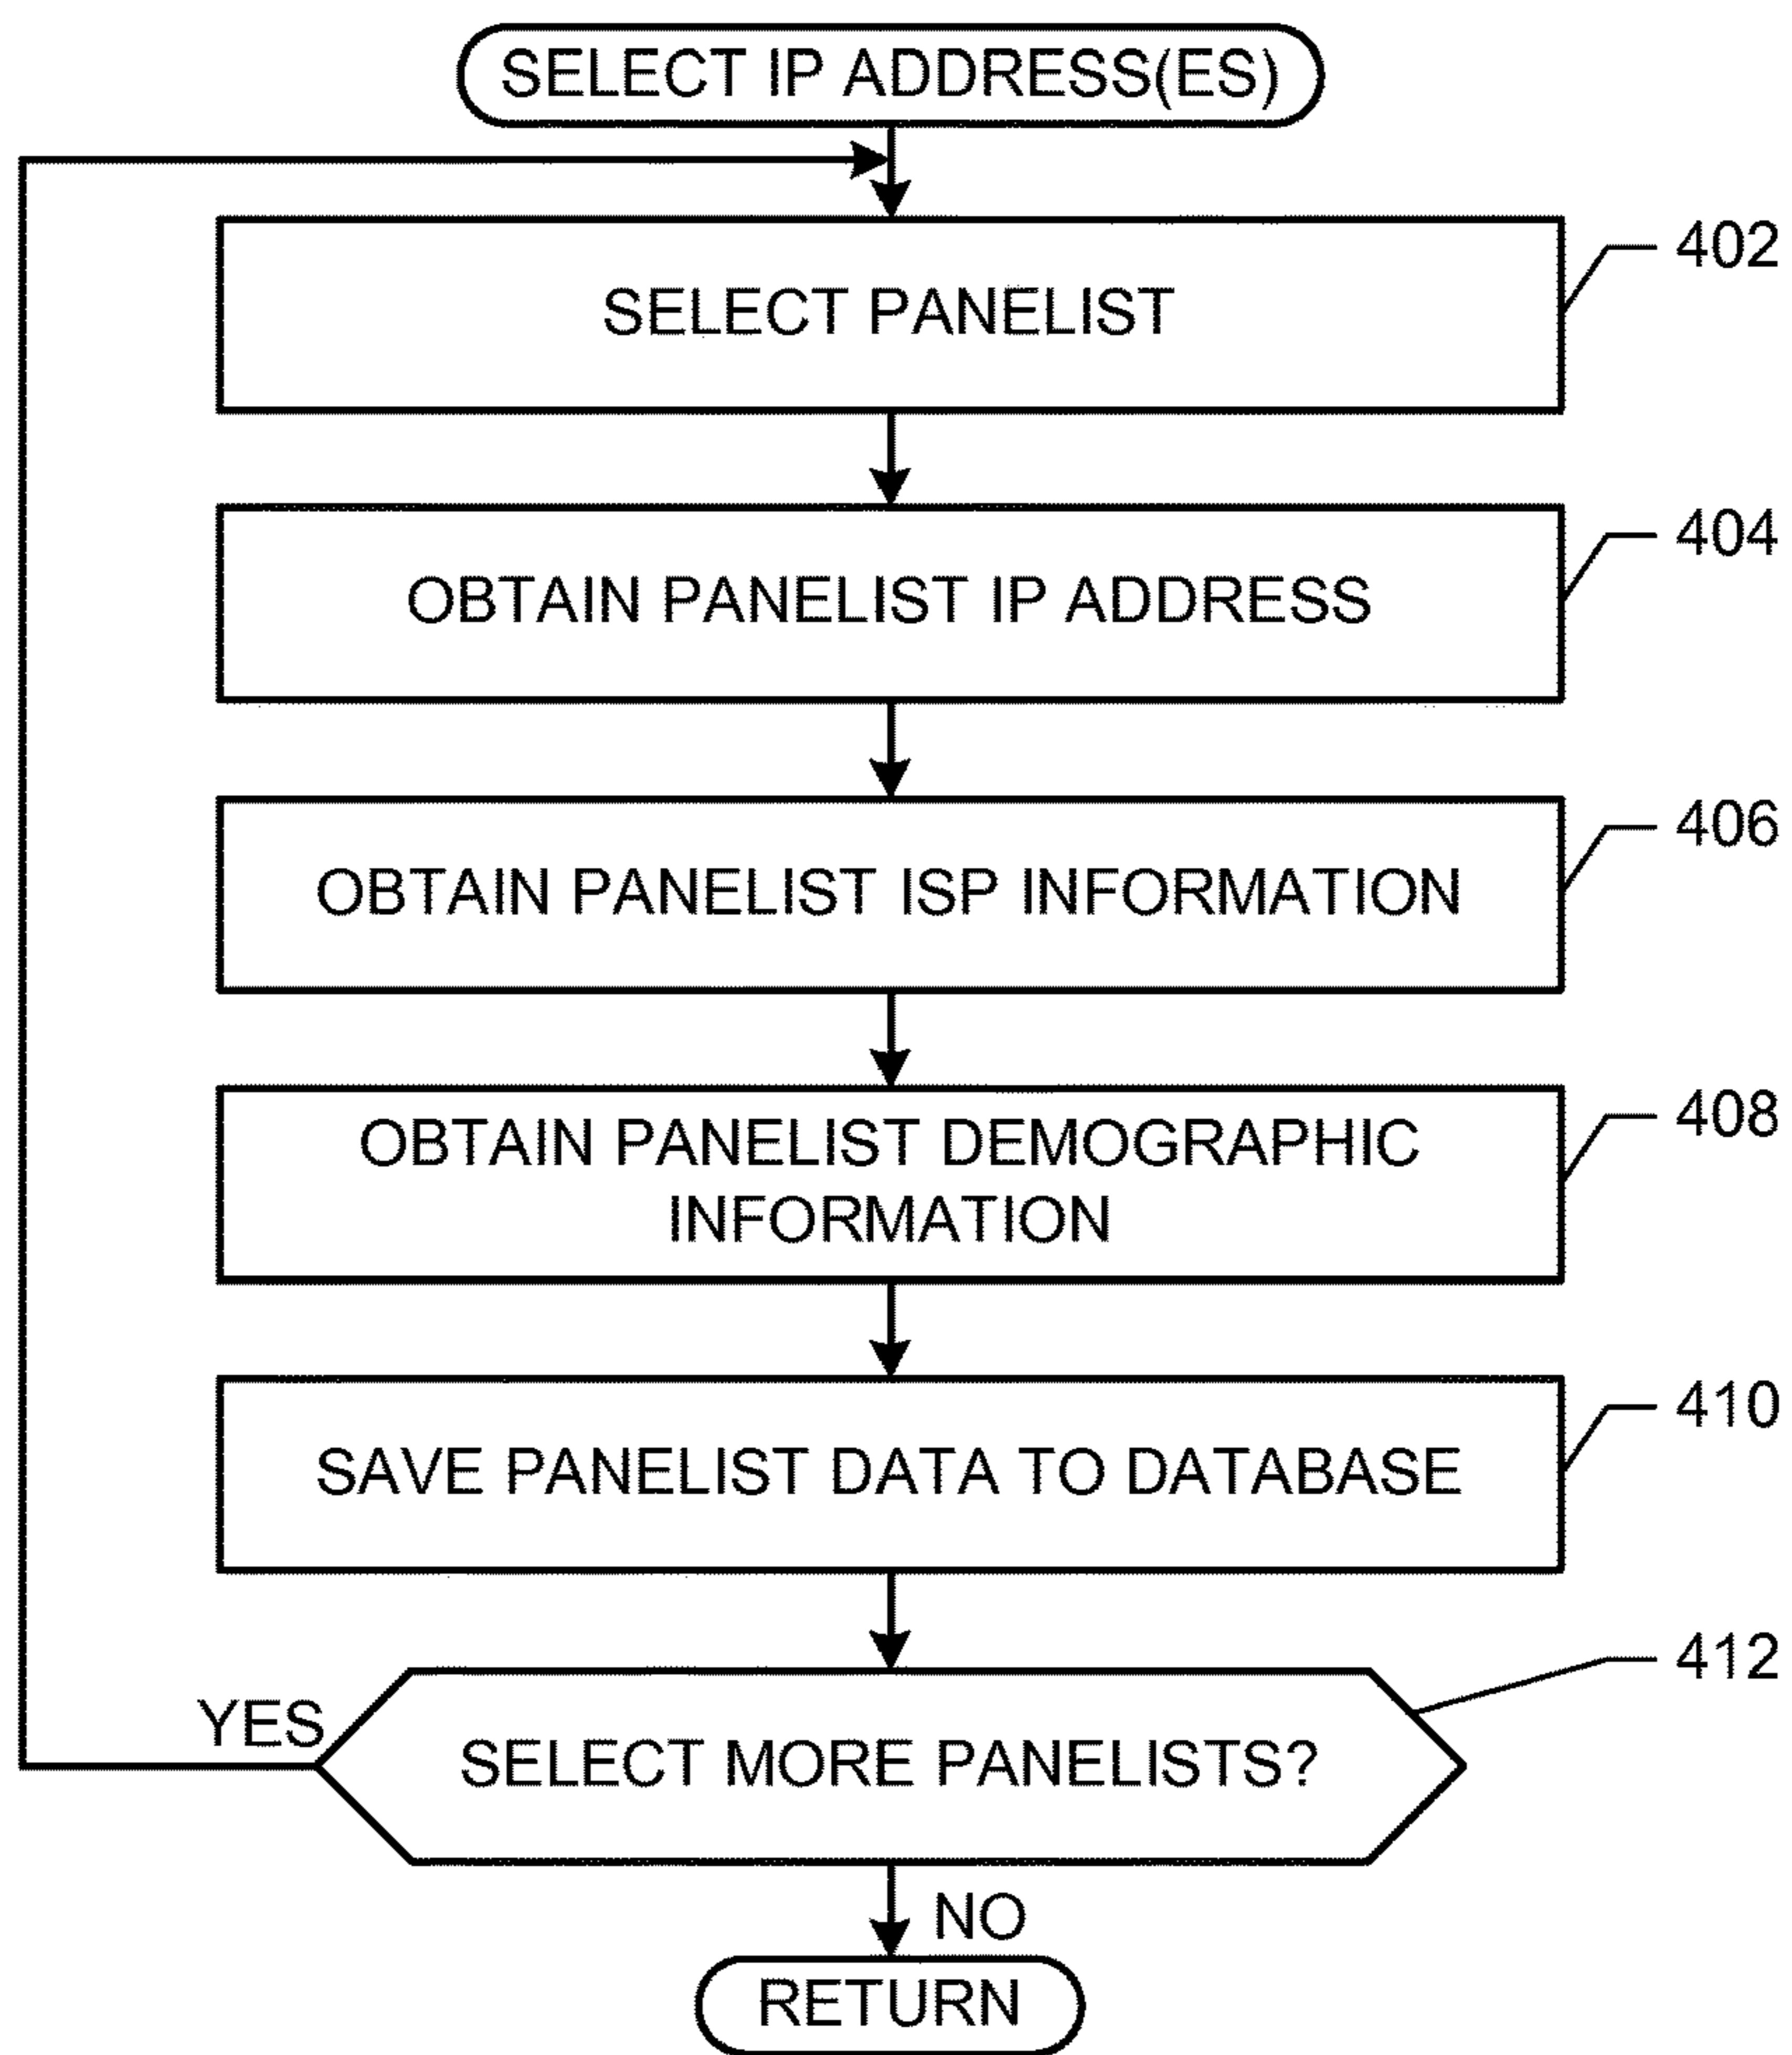 SELECT IP ADDRESS(ES)
402
SELECT PANELIST
404
OBTAIN PANELIST IP ADDRESS
406
OBTAIN PANELIST ISP INFORMATION
408
OBTAIN PANELIST DEMOGRAPHIC
INFORMATION
410
SAVE PANELIST DATA TO DATABASE
412
YES
SELECT MORE PANELISTS?
NO
RETURN